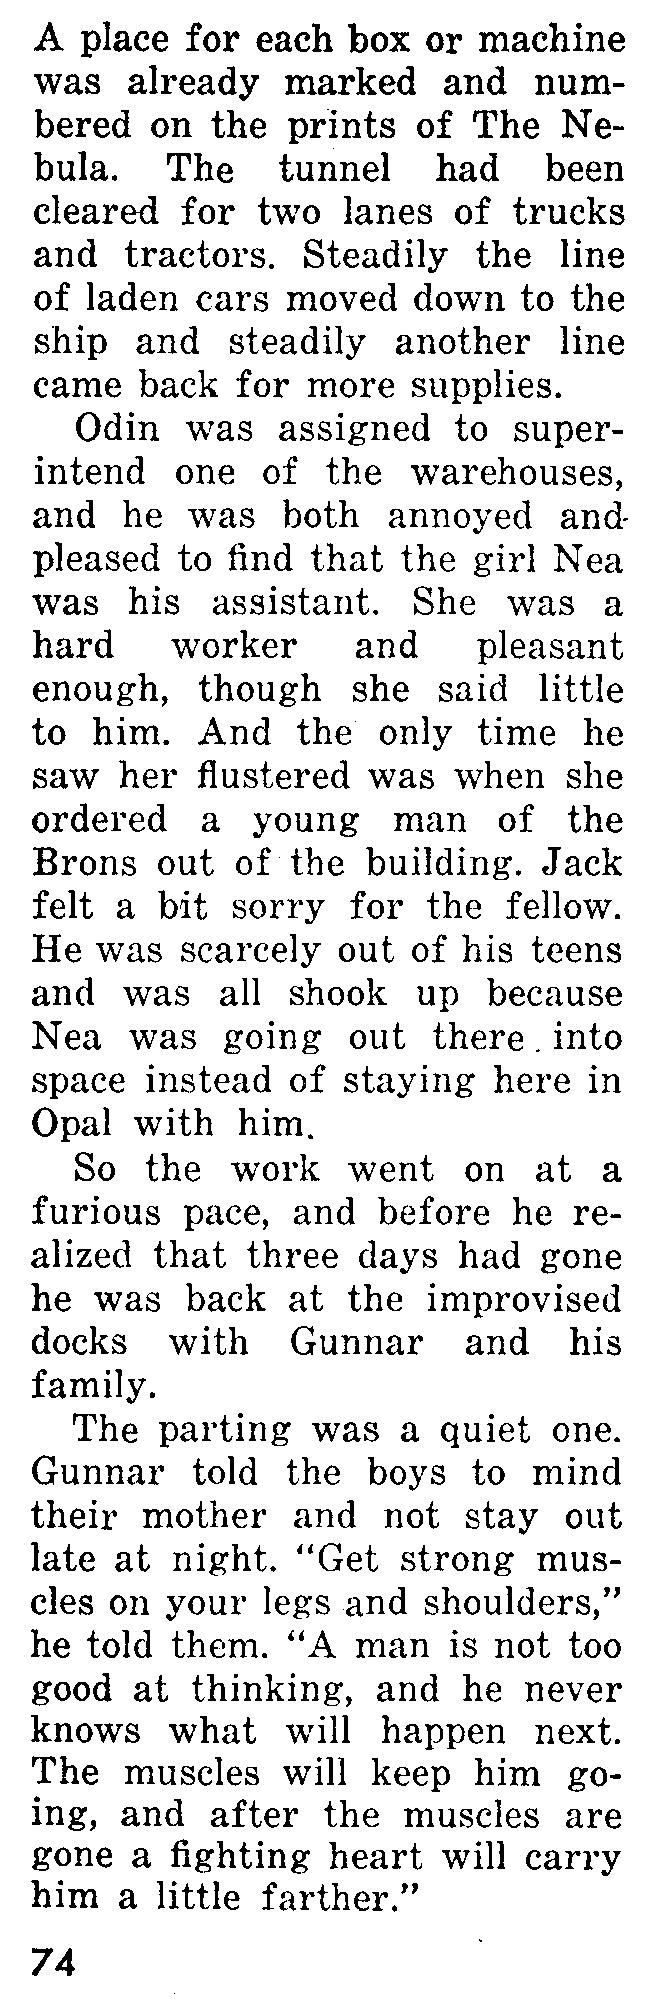 A place for each box or machine
was already marked and num-
bered on the prints of The Ne-
bula. The tunnel had been
cleared for two lanes of trucks
and tractors. Steadily the line
of laden cars moved down to the
ship and steadily another line
came back for more supplies.
Odin was assigned to super-
intend one of the warehouses,
and he was both annoyed and
pleased to find that the girl Nea
was his assistant. She was a
hard worker and pleasant
enough, though she said little
to him. And the only time he
saw her flustered was when she
ordered a young man of the
Brons out of the building. Jack
felt a bit sorry for the fellow.
He was scarcely out of his teens
and was all shook up because
Nea was going out there into
space instead of staying here in
Opal with him.
So the work went on at a
furious pace, and before he re-
alized that three days had gone
he was back at the improvised
docks with Gunnar and his
family.
The parting was a quiet one.
Gunnar told the boys to mind
their mother and not stay out
late at night. "Get strong mus-
cles on your legs and shoulders,"
he told them. "A man is not too
good at thinking, and he never
knows what will happen next.
The muscles will keep him go-
ing, and after the muscles are
gone a fighting heart will carry
him a little farther."
74